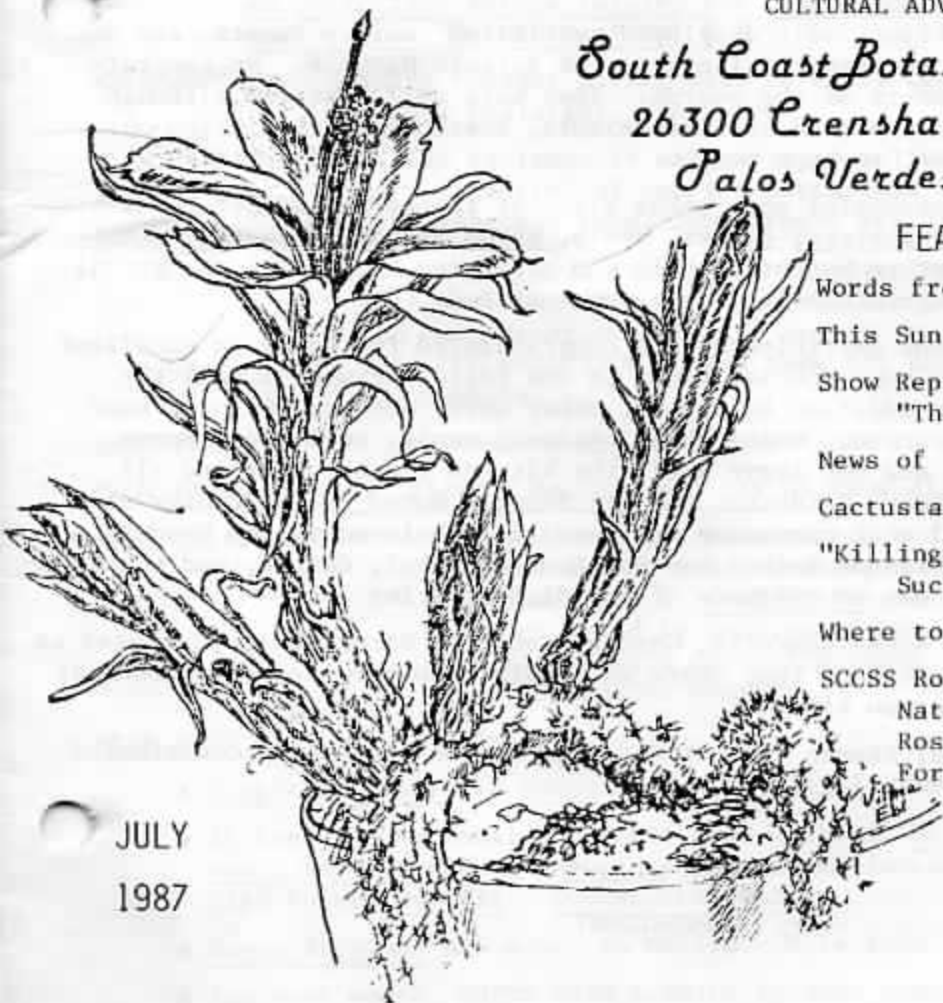 CULTURAL ADV
South Coast Bota
26300 Crensha
Palos Verde
FEA
Words fro
This Sun
Show Rep
"Th
News of
Cactusta
"Killing
Suc
Where to
SCCSS Ro
Nat
Ros
For
JULY
1987